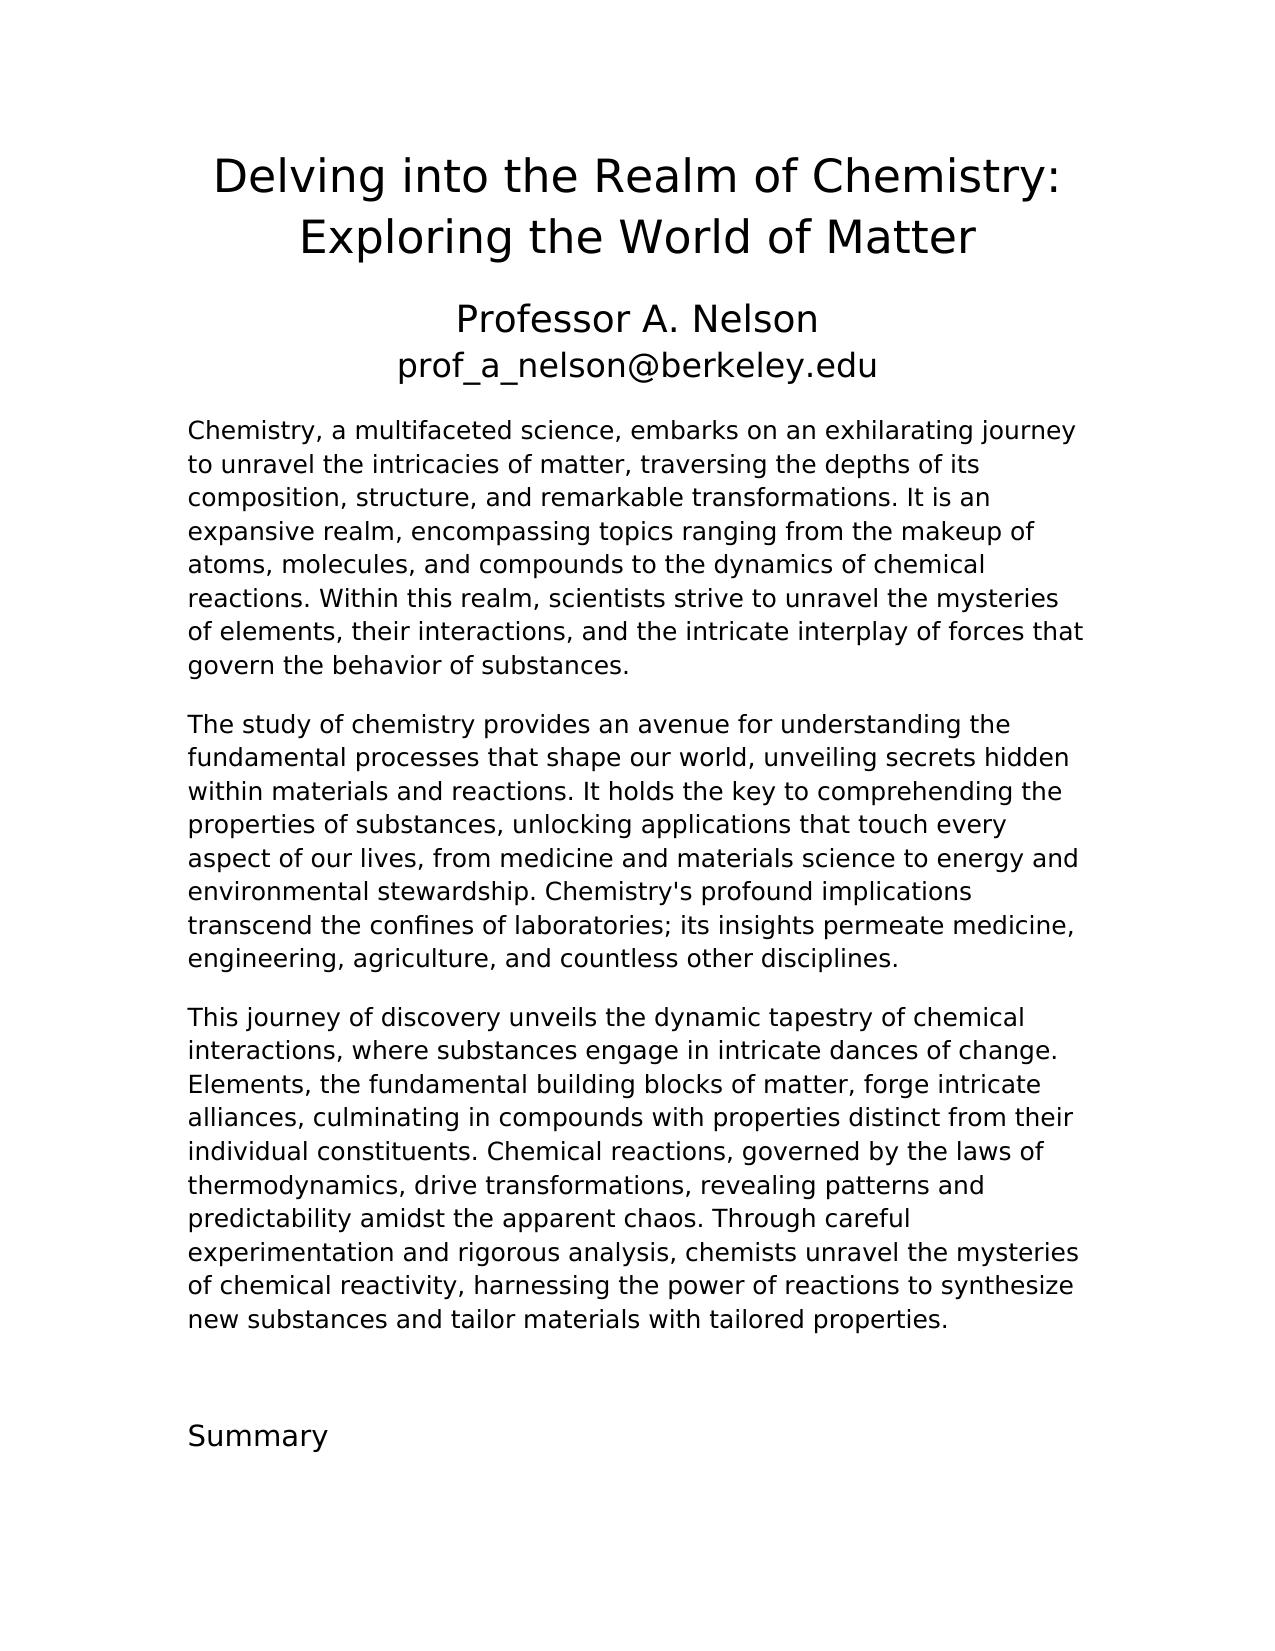 Delving into the Realm of Chemistry:
Exploring the World of Matter
Professor A. Nelson
prof_a_nelson@berkeley.edu
Chemistry, a multifaceted science, embarks on an exhilarating journey
to unravel the intricacies of matter, traversing the depths of its
composition, structure, and remarkable transformations. It is an
expansive realm, encompassing topics ranging from the makeup of
atoms, molecules, and compounds to the dynamics of chemical
reactions. Within this realm, scientists strive to unravel the mysteries
of elements, their interactions, and the intricate interplay of forces that
govern the behavior of substances.
The study of chemistry provides an avenue for understanding the
fundamental processes that shape our world, unveiling secrets hidden
within materials and reactions. It holds the key to comprehending the
properties of substances, unlocking applications that touch every
aspect of our lives, from medicine and materials science to energy and
environmental stewardship. Chemistry's profound implications
transcend the confines of laboratories; its insights permeate medicine,
engineering, agriculture, and countless other disciplines.
This journey of discovery unveils the dynamic tapestry of chemical
interactions, where substances engage in intricate dances of change.
Elements, the fundamental building blocks of matter, forge intricate
alliances, culminating in compounds with properties distinct from their
individual constituents. Chemical reactions, governed by the laws of
thermodynamics, drive transformations, revealing patterns and
predictability amidst the apparent chaos. Through careful
experimentation and rigorous analysis, chemists unravel the mysteries
of chemical reactivity, harnessing the power of reactions to synthesize
new substances and tailor materials with tailored properties.
Summary